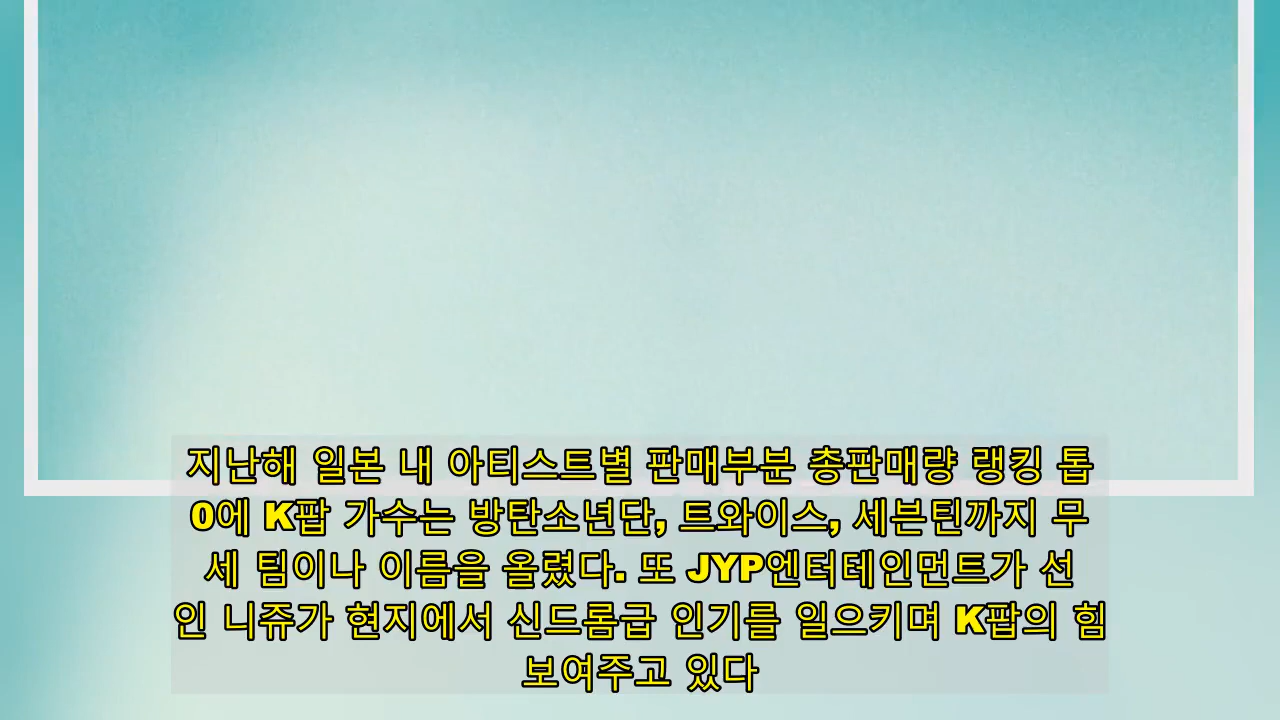 지난해 일본 내 아티스트별 판매부분 총판매량 랭킹 톱
0에 K팝 가수는 방탄소년단, 트와이스, 세븐틴까지 무
세 팀이나 이름을 올렸다. 또 JYP엔터테인먼트가 선
인 니쥬가 현지에서 신드롬급 인기를 일으키며 K팝의 힘
보여주고 있다